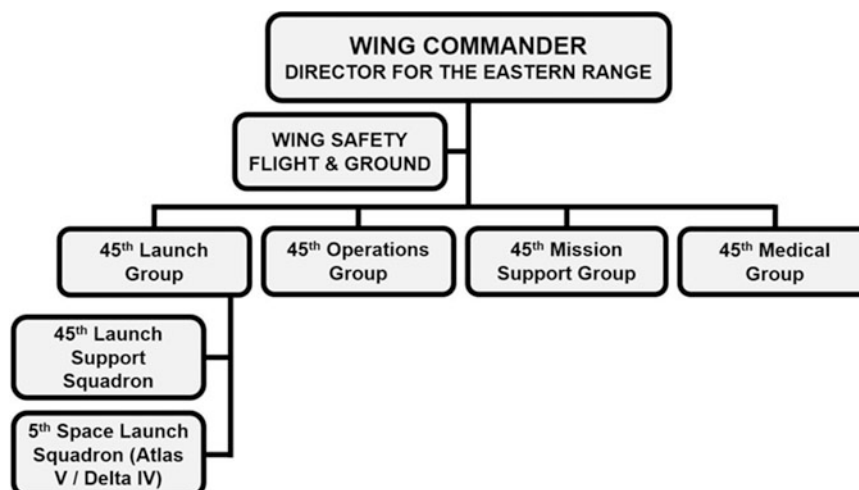 WING COMMANDER
DIRECTOR FOR THE EASTERN RANGE
WING SAFETY
FLIGHT & GROUND
45th Launch
Group
45th Operations
Group
45th Mission
Support Group
45th Medical
Group
45th Launch
Support
Squadron
5th Space Launch
Squadron (Atlas
V / Delta IV)